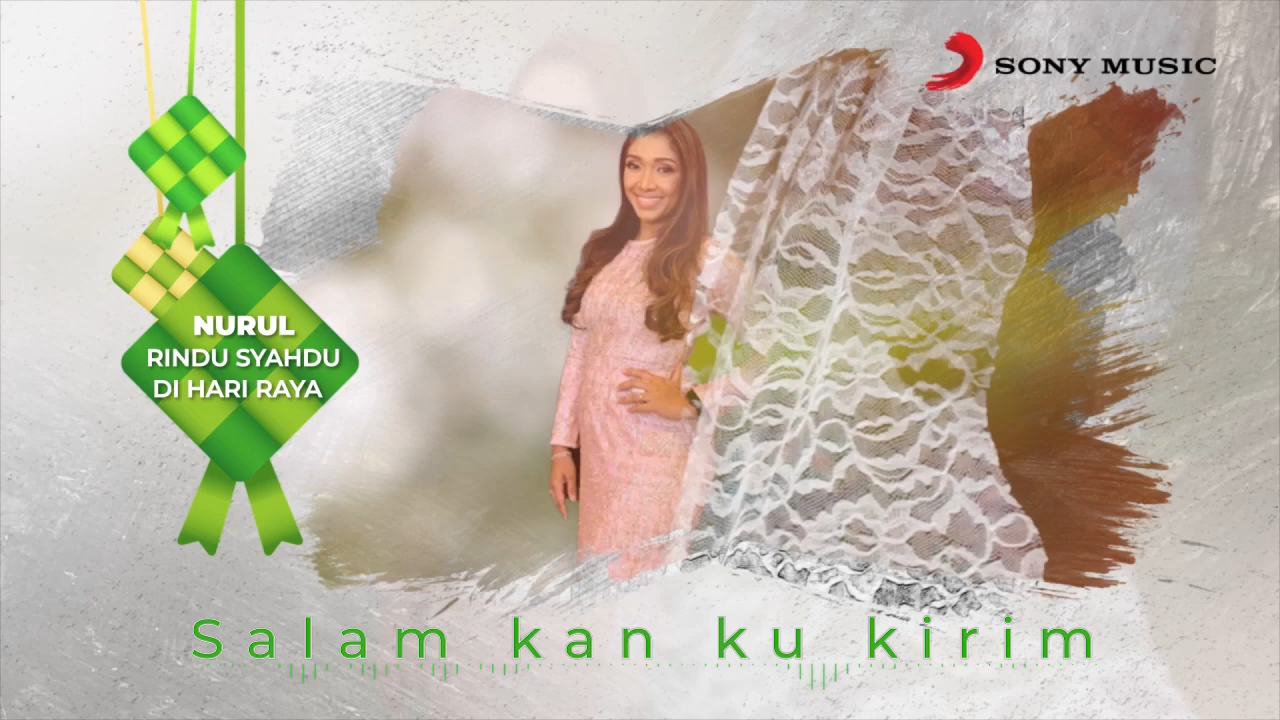 SONY MUSIC
NURUL
RINDU SYAHDU
DI HARI RAYA
Salam kan ku kirim